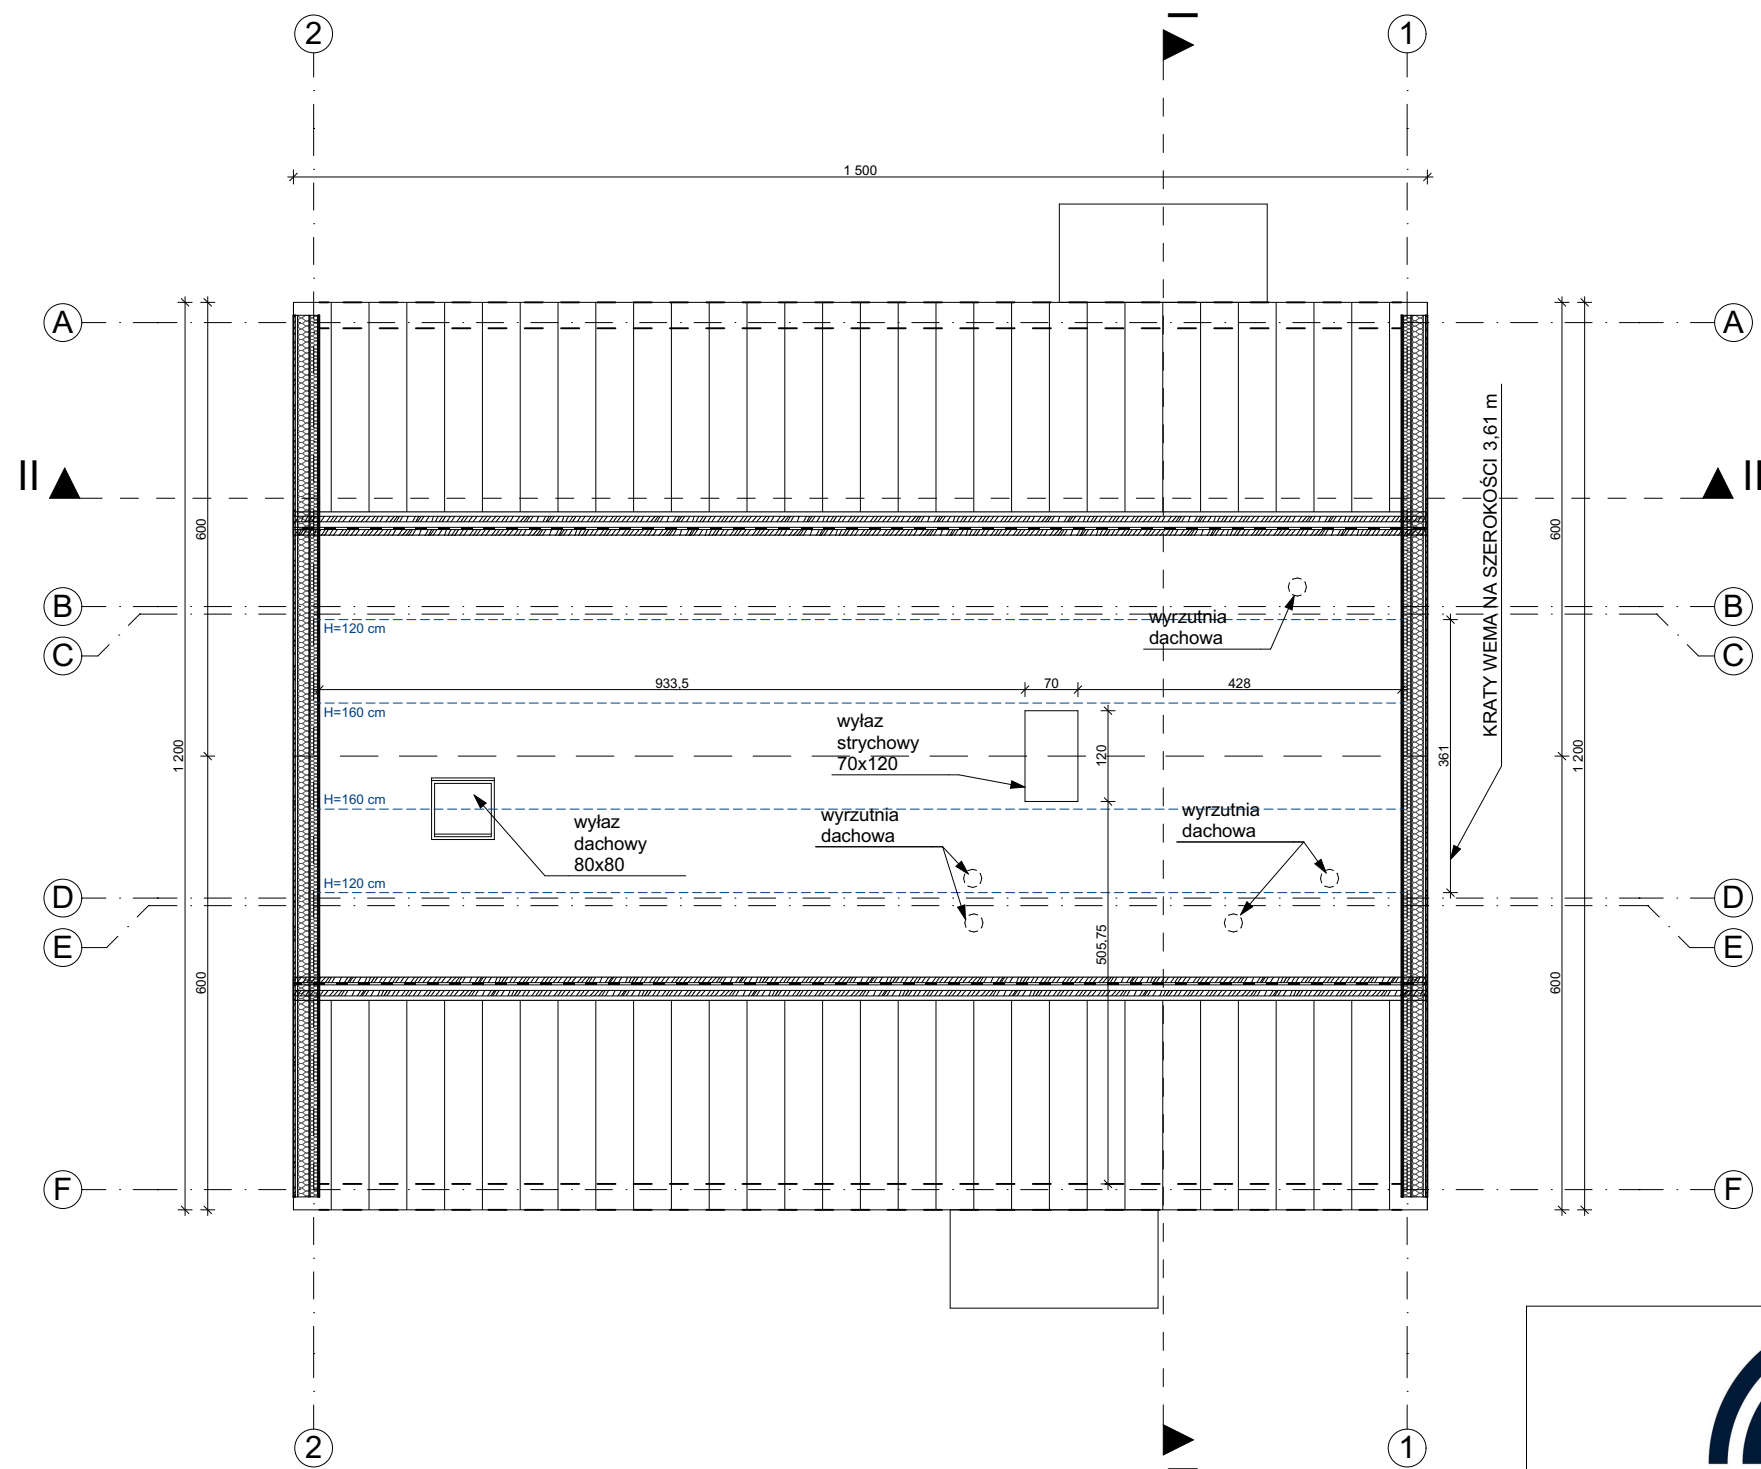 2
I
1
1 500
A
A
II
II
KRATY WEMA NA SZEROKOŚCI 3,61 m
600
600
B
B
wyrzutnia
dachowa
H=120 cm
C
C
933,5
70
428
H=160 cm
wyłaz
strychowy
70x120
120
1 200
361
1 200
H=160 cm
wyłaz
dachowy
80x80
wyrzutnia
dachowa
wyrzutnia
dachowa
H=120 cm
D
D
E
E
505,75
600
600
F
F
2
I
1